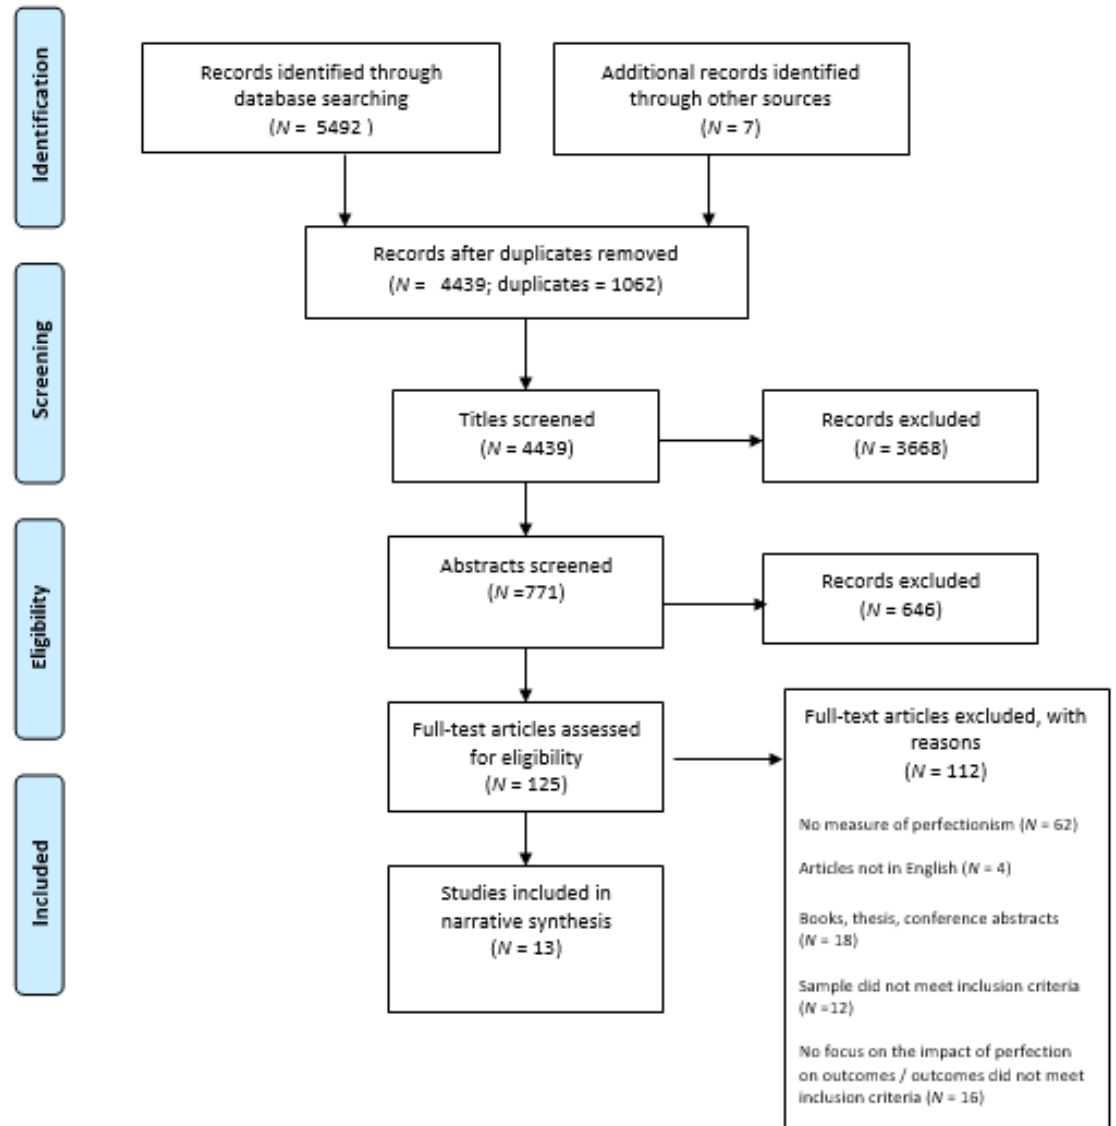 Identification
Records identified through
database searching
(N = 5492 )
Additional records identified
through other sources
(N = 7)
Records after duplicates removed
(N = 4439; duplicates = 1062)
Screening
Titles screened
(N = 4439)
Records excluded
(N = 3668)
Eligibility
Abstracts screened
(N =771)
Records excluded
(N = 646)
Full-test articles assessed
for eligibility
(N = 125)
Full-text articles excluded, with
reasons
(N = 112)
No measure of perfectionism (N = 62)
Articles not in English (N = 4)
Books, thesis, conference abstracts
(N = 18)
Sample did not meet inclusion criteria
(N =12)
No focus on the impact of perfection
on outcomes / outcomes did not meet
inclusion criteria (N = 16)
Included
Studies included in
narrative synthesis
(N = 13)